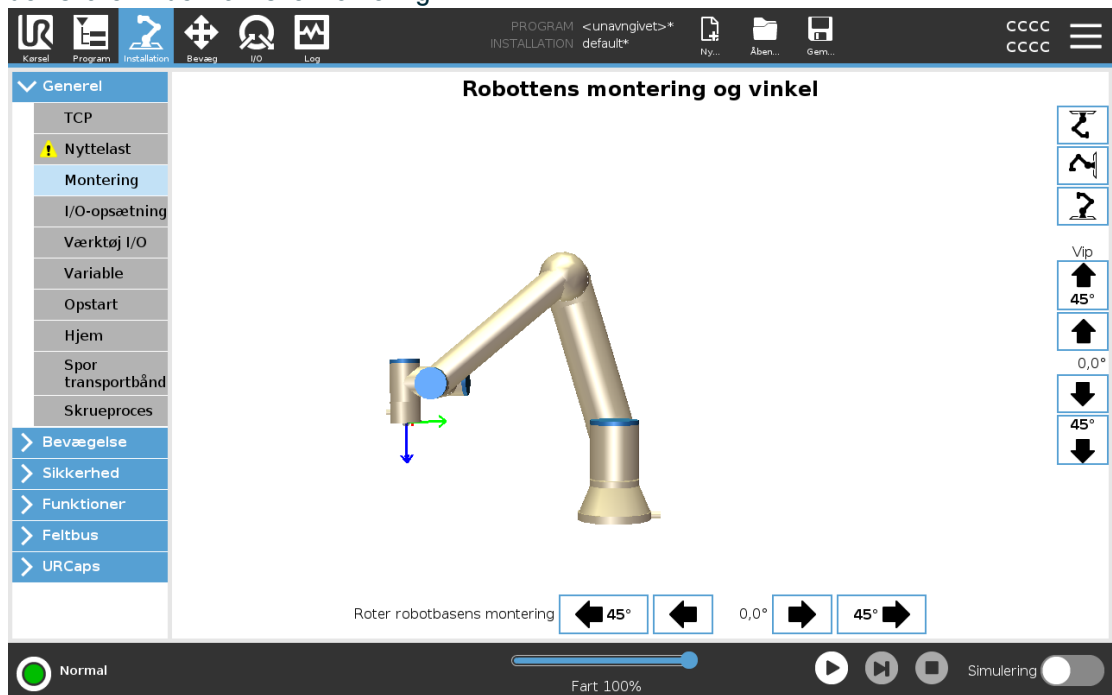 PROGRAM <unavngivet>*
INSTALLATION default*
Kørsel
Program
Installation
Bevæg
I/O
Log
Ny...
Åben...
Gem...
CCCC
CCCC
Generel
TCP
Nyttelast
Montering
I/O-opsætning
Værktøj I/O
Variable
Opstart
Hjem
Spor
transportbånd
Skrueproces
Bevægelse
Sikkerhed
Funktioner
Feltbus
URCaps
Robottens montering og vinkel
Vip
45°
0,0°
45°
Roter robotbasens montering 45° 0,0° 45°
Normal
Fart 100%
Simulering